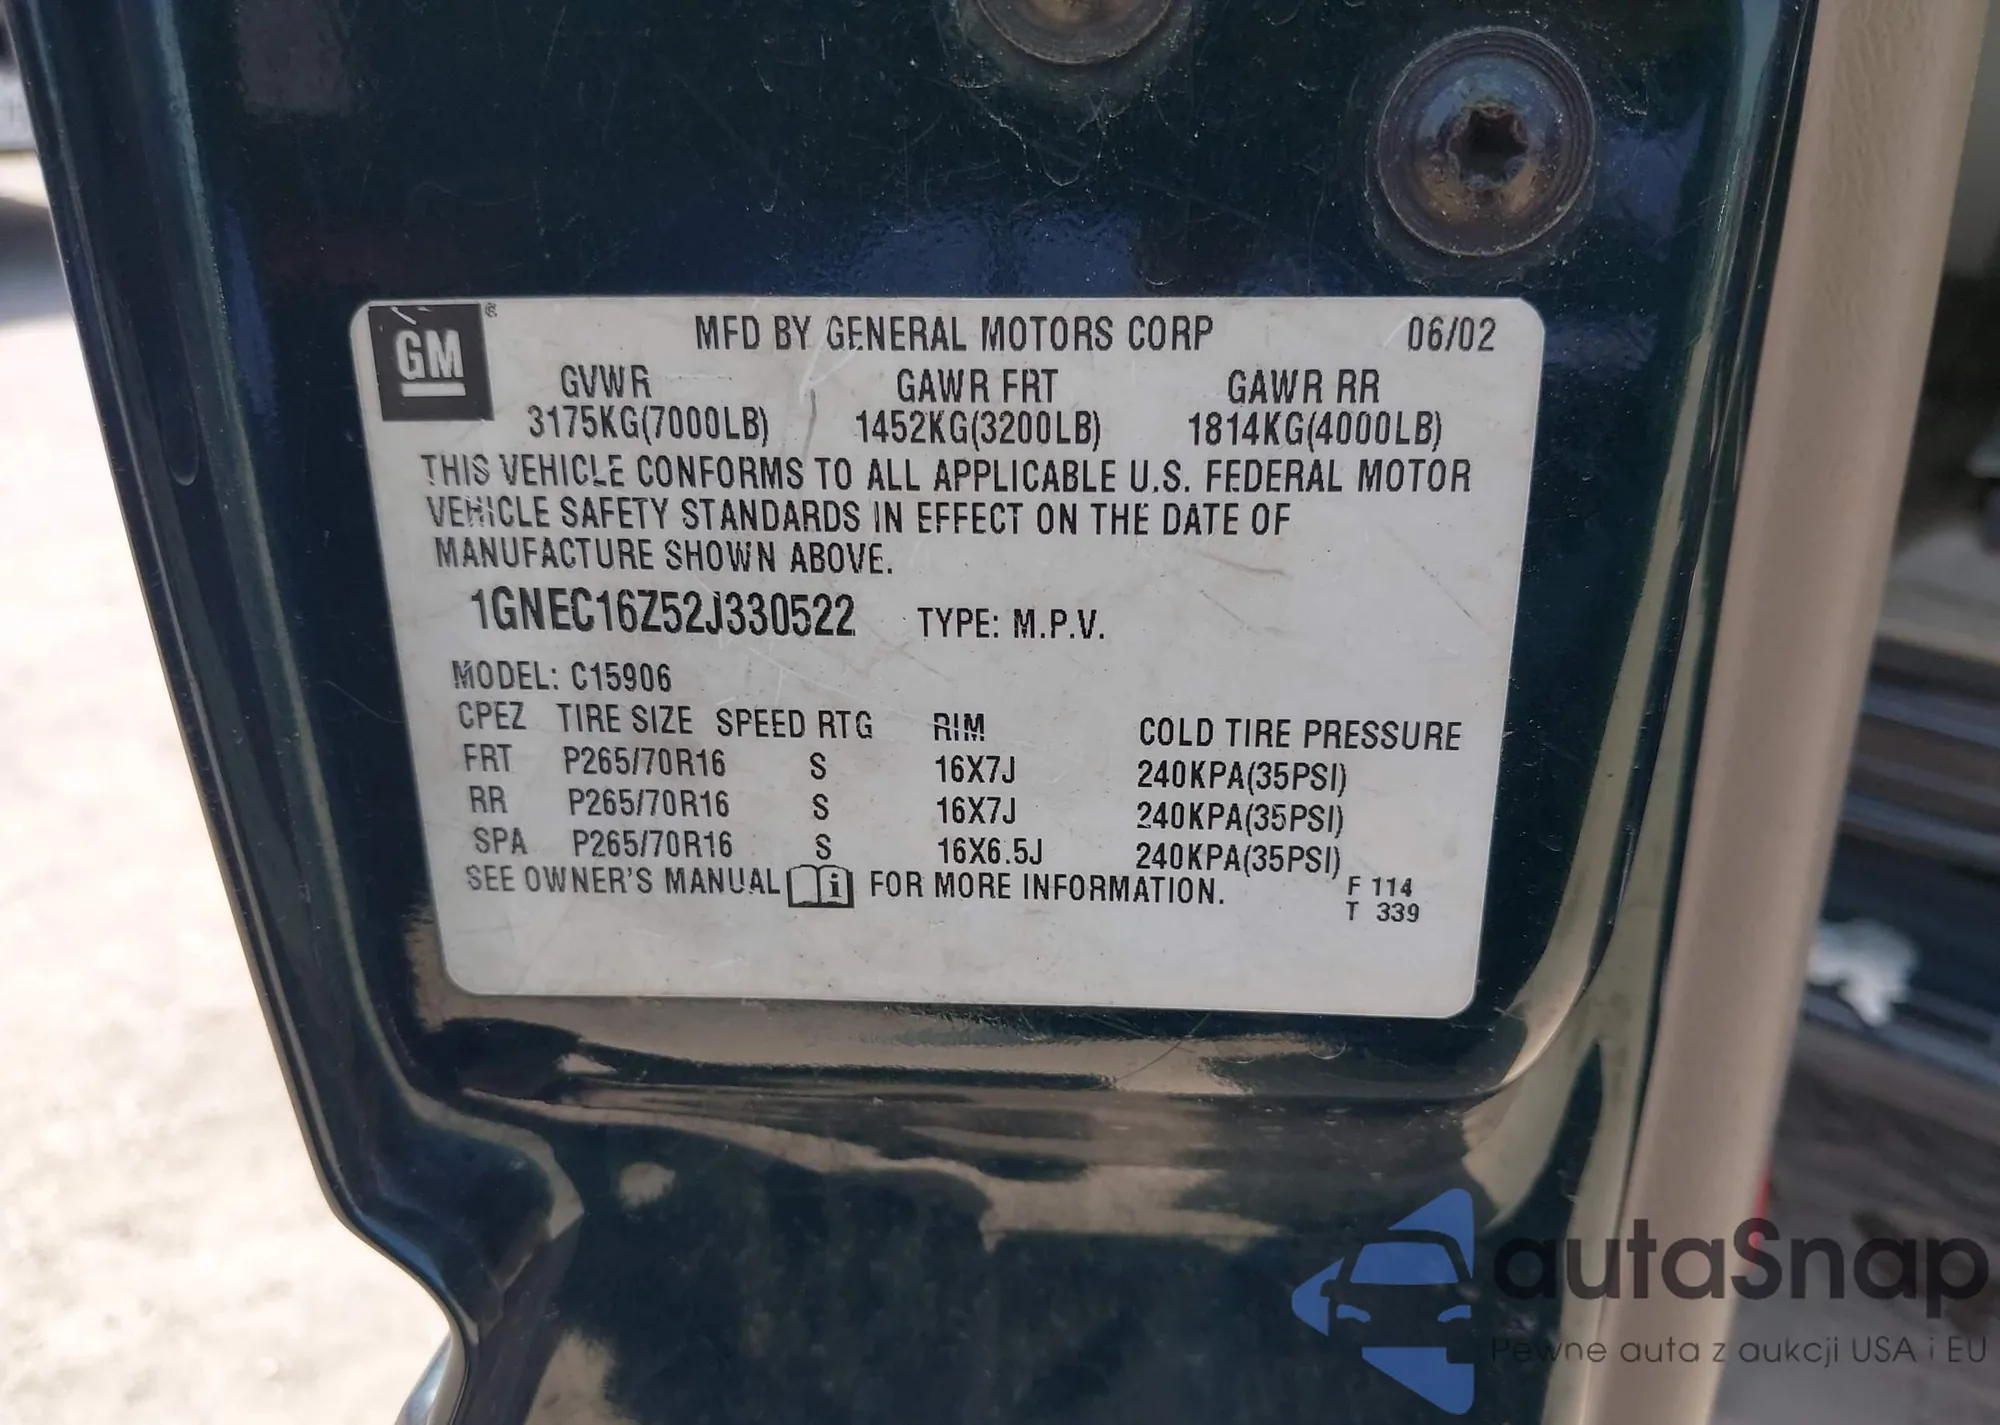 GM ®
MFD BY GENERAL MOTORS CORP 06/02
GVWR GAWR FRT GAWR RR
3175KG(7000LB) 1452KG(3200LB) 1814KG(4000LB)
THIS VEHICLE CONFORMS TO ALL APPLICABLE U.S. FEDERAL MOTOR
VEHICLE SAFETY STANDARDS IN EFFECT ON THE DATE OF
MANUFACTURE SHOWN ABOVE.
1GNEC16Z52J330522 TYPE: M.P.V.
MODEL: C15906
CPEZ TIRE SIZE SPEED RTG RIM COLD TIRE PRESSURE
FRT P265/70R16 S 16X7J 240KPA(35PSI)
RR P265/70R16 S 16X7J 240KPA(35PSI)
SPA P265/70R16 S 16X6.5J 240KPA(35PSI)
SEE OWNER'S MANUAL i FOR MORE INFORMATION.
F 114
T 339
autaSnap
Pewne auta z aukcji USA i EU